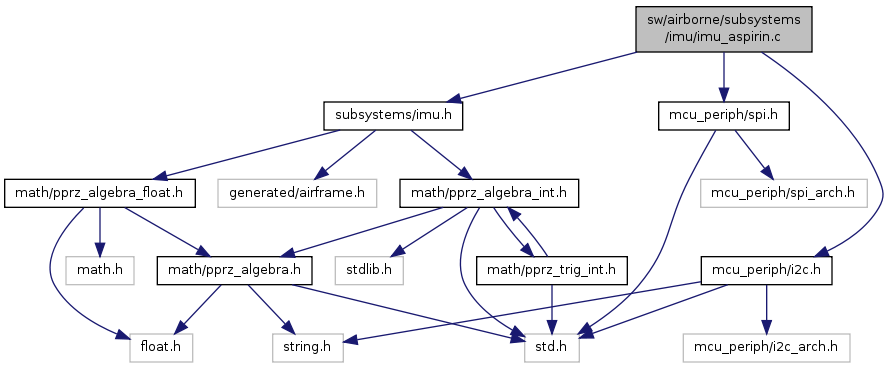 sw/airborne/subsystems
/imu/imu_aspirin.c
subsystems/imu.h
mcu_periph/spi.h
math/pprz_algebra_float.h
generated/airframe.h
math/pprz_algebra_int.h
mcu_periph/spi_arch.h
math.h
math/pprz_algebra.h
stdlib.h
math/pprz_trig_int.h
mcu_periph/i2c.h
float.h
string.h
std.h
mcu_periph/i2c_arch.h